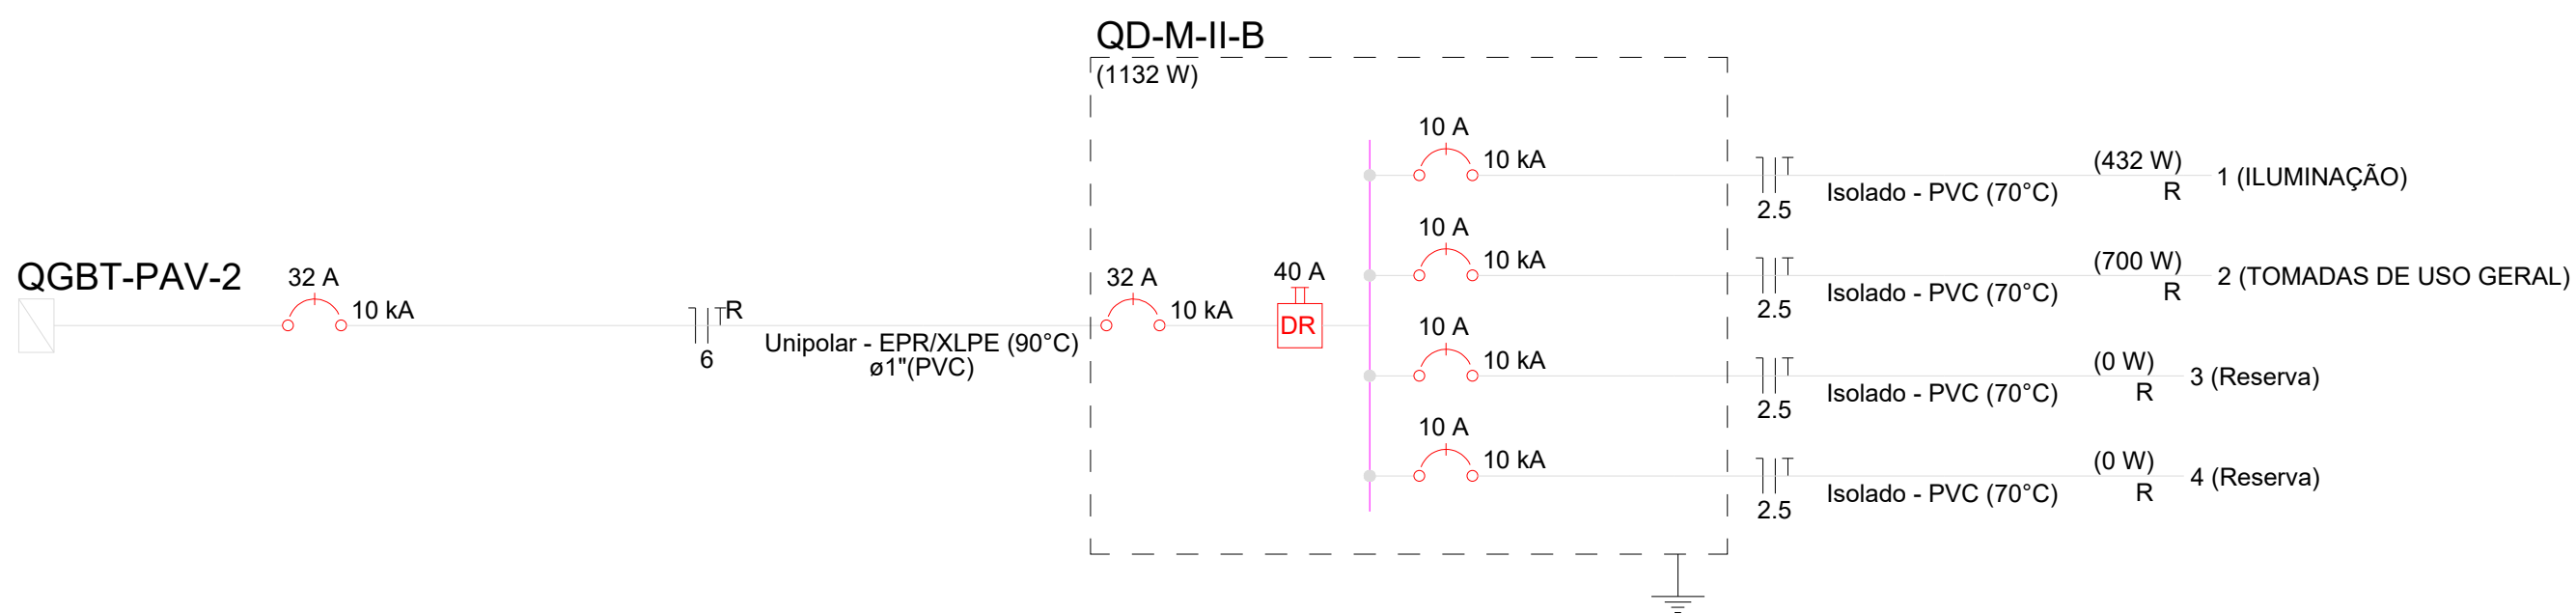 QD-M-II-B
(1132 W)
QGBT-PAV-2
32 A
10 kA
R
6
Unipolar - EPR/XLPE (90°C)
ø1"(PVC)
32 A
10 kA
40 A
DR
10 A
10 kA
2.5
Isolado - PVC (70°C)
(432 W)
R
1 (ILUMINAÇÃO)
10 A
10 kA
2.5
Isolado - PVC (70°C)
(700 W)
R
2 (TOMADAS DE USO GERAL)
10 A
10 kA
2.5
Isolado - PVC (70°C)
(0 W)
R
3 (Reserva)
10 A
10 kA
2.5
Isolado - PVC (70°C)
(0 W)
R
4 (Reserva)